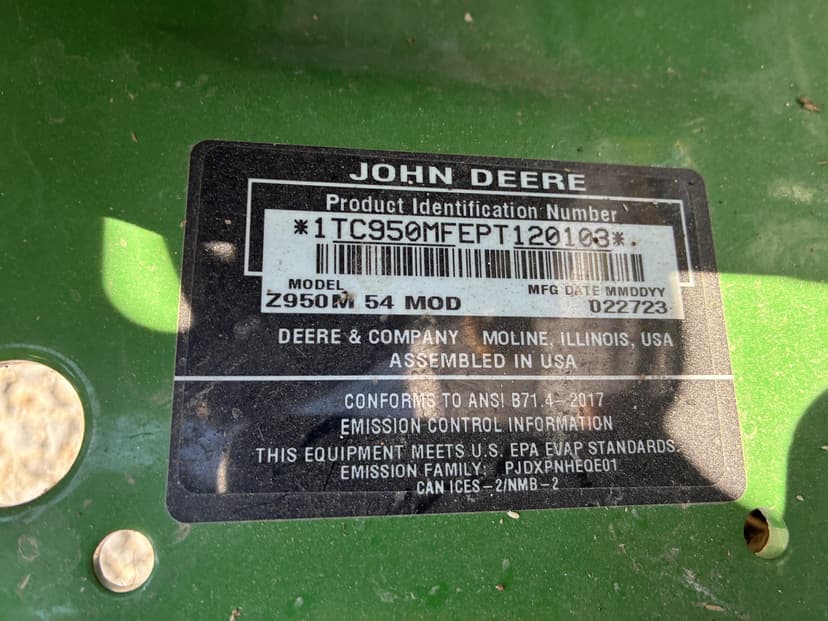 JOHN DEERE
Product Identification Number
*1TC950MFEPT120103*
MODEL MFG DATE MMDDYY
Z950M 54 MOD 022723
DEERE & COMPANY MOLINE, ILLINOIS, USA
ASSEMBLED IN USA
CONFORMS TO ANSI B71.4-2017
EMISSION CONTROL INFORMATION
THIS EQUIPMENT MEETS U.S. EPA EVAP STANDARDS.
EMISSION FAMILY: PJDXPNHEQE01
CAN ICES-2/NMB-2